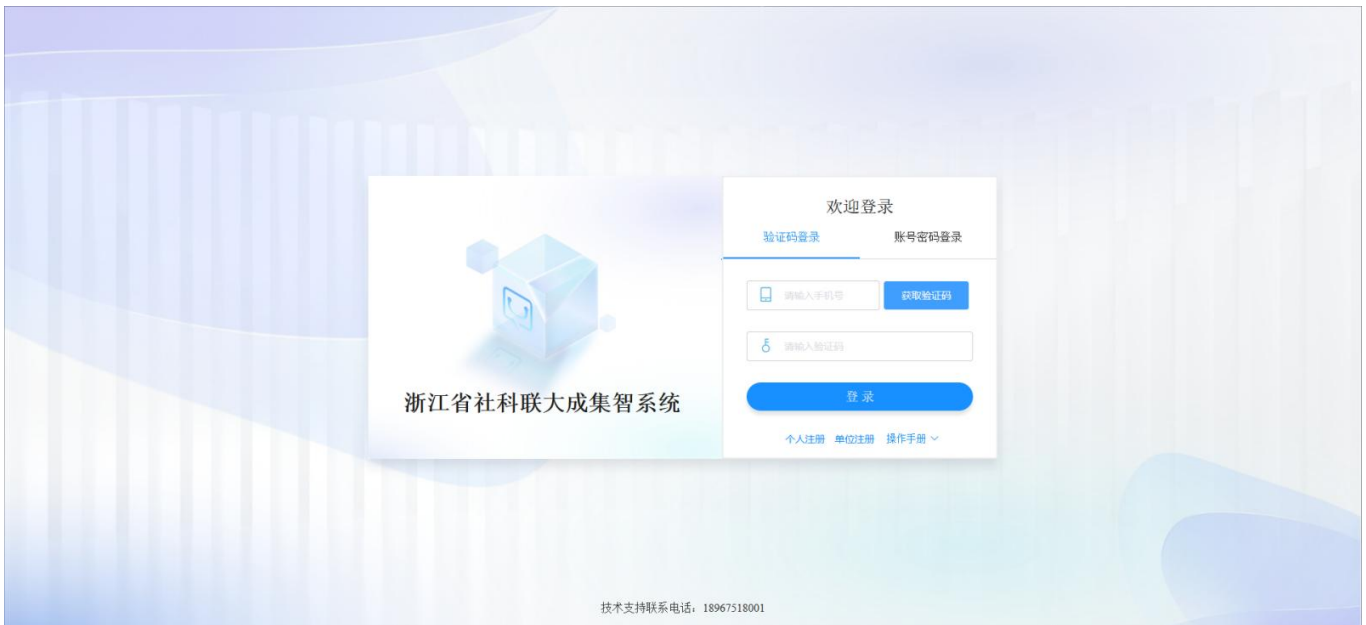 欢迎登录
验证码登录 账号密码登录
请输入手机号 获取验证码
请输入验证码
浙江省社科联大成集智系统
登 录
个人注册 单位注册 操作手册
技术支持联系电话：18967518001